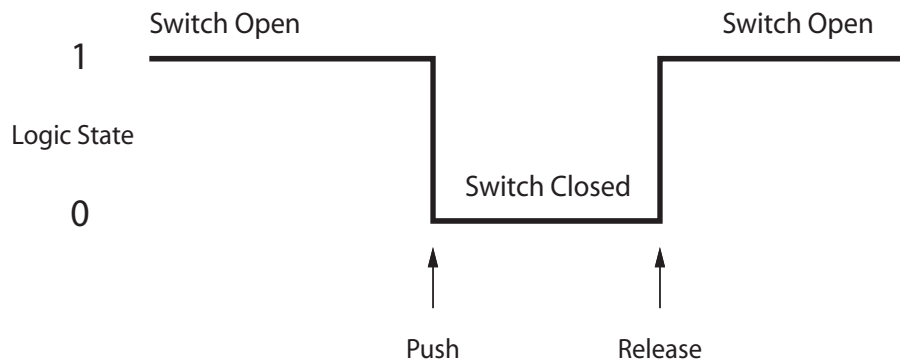 Switch Open
Switch Open
1
Logic State
Switch Closed
0
Push
Release